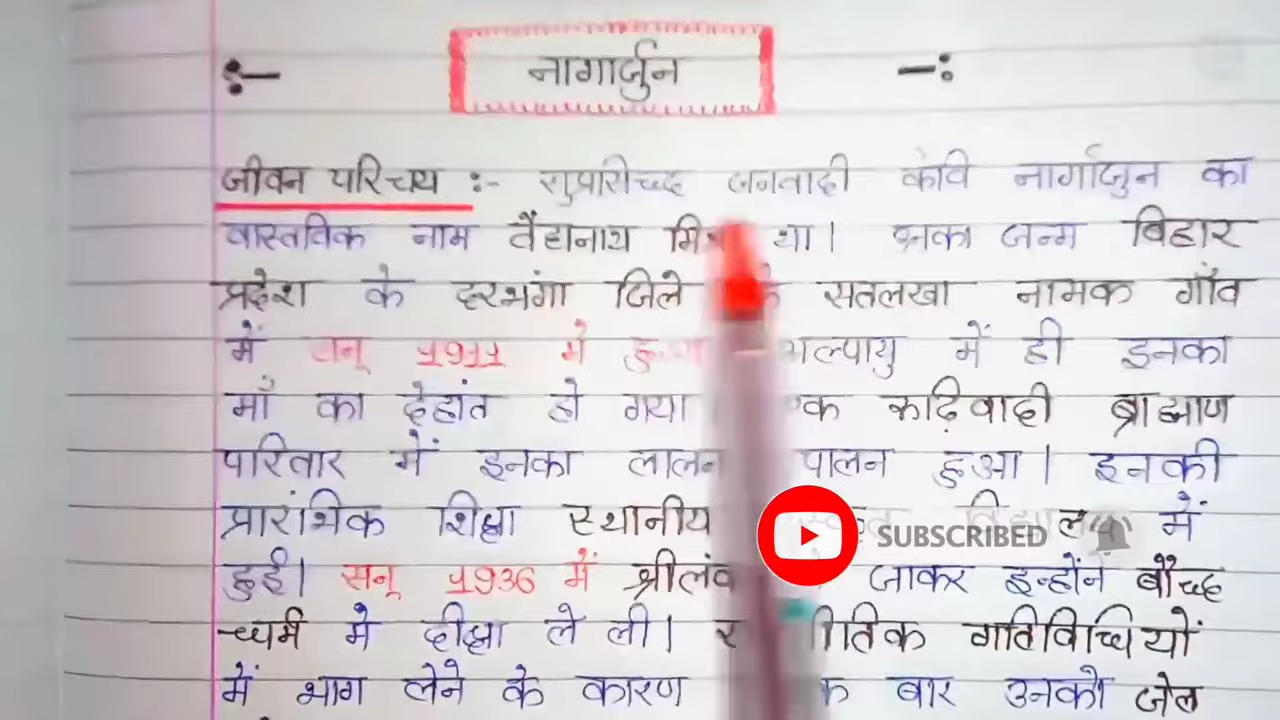 :- नागार्जुन -:
जीवन परिचय :- सुप्रसिध्द जनवादी कवि नागार्जुन का
वास्तविक नाम वैद्यनाथ था। इनका जन्म बिहार
प्रदेश के दरभंगा जिले के सतलखा नामक गाँव
में सन् 1911 में अल्पायु में ही इनका
माँ का देहांत हो गया रूढ़िवादी ब्राह्मण
परिवार में इनका लालन पालन हुआ। इनकी
प्रारंभिक शिक्षा स्थानीय में
SUBSCRIBED
हुई। सन् 1936 में जाकर इन्होंने बौध्द
धर्म मे दीक्षा ले ली। गतिविधियों
में भाग लेने के कारण बार उनको जेल